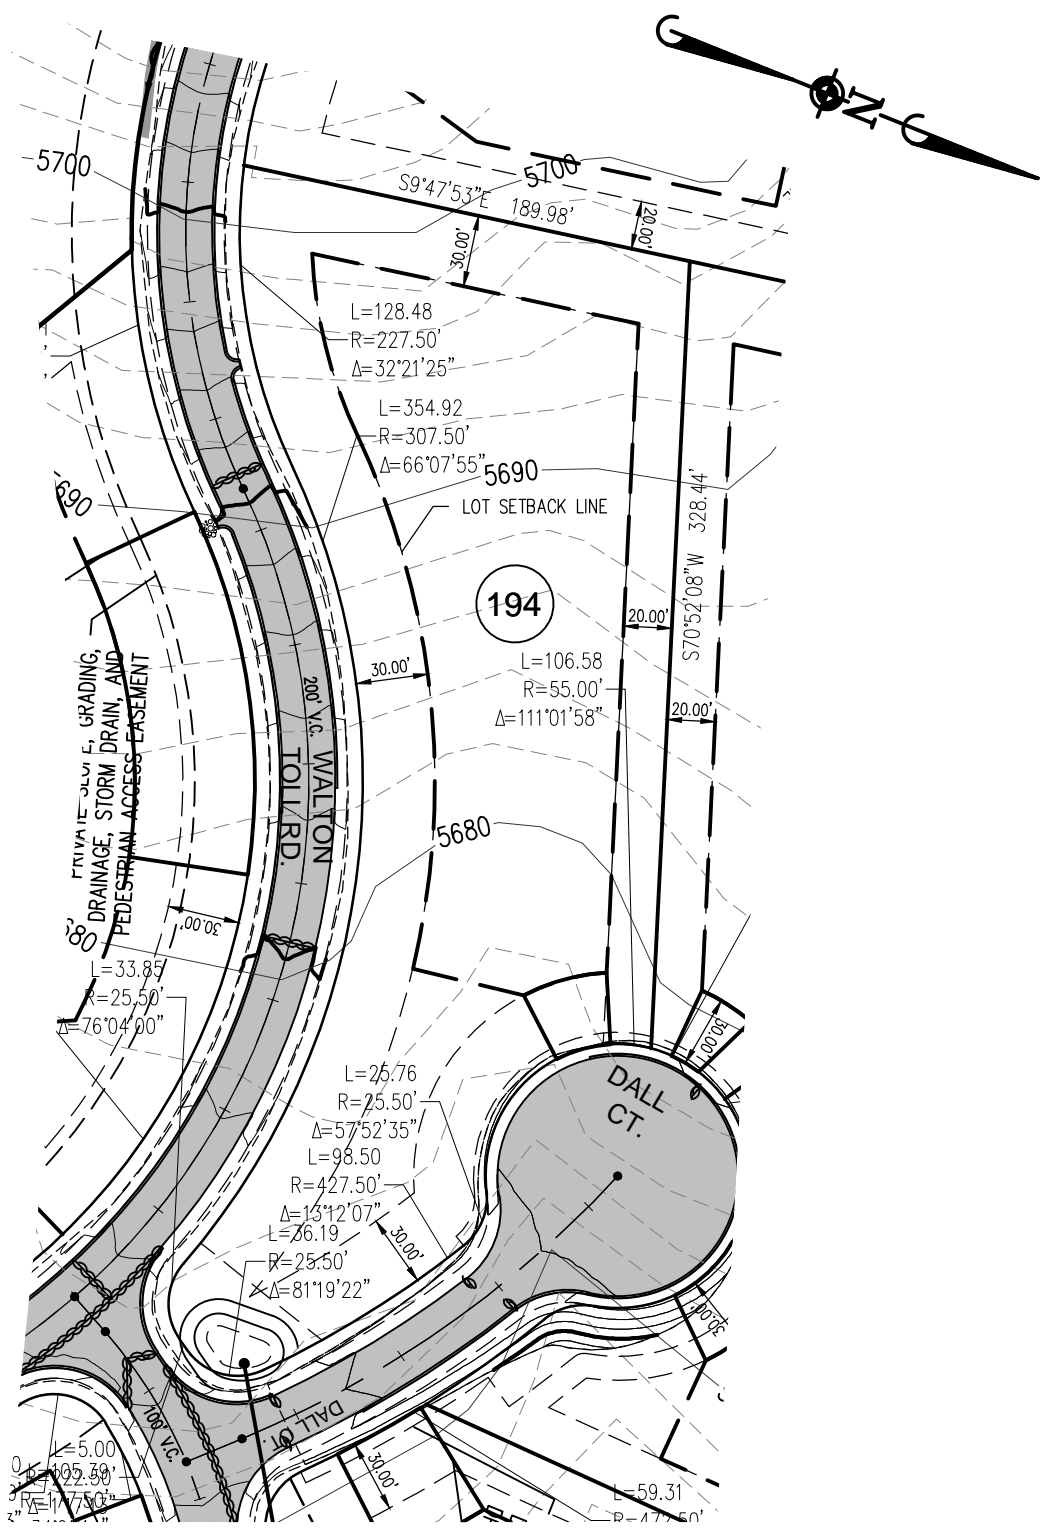 N
5700
5700
S9°47'53"E 189.98'
20.00'
30.00'
L=128.48
R=227.50'
Δ=32°21'25"
L=354.92
R=307.50'
Δ=66°07'55"
5690
5690
LOT SETBACK LINE
S70°52'08"W 328.44'
194
20.00'
L=106.58
R=55.00'
Δ=111°01'58"
30.00'
20.00'
200' V.C.
WALTON
TOLL RD.
PRIVATE SLOPE, GRADING,
DRAINAGE, STORM DRAIN, AND
PEDESTRIAN ACCESS EASEMENT
5680
30.00'
L=33.85
R=25.50'
Δ=76°04'00"
30.00'
DALL
CT.
L=25.76
R=25.50'
Δ=57°52'35"
L=98.50
R=427.50'
Δ=13°12'07"
L=36.19
R=25.50'
Δ=81°19'22"
30.00'
30.00'
100' V.C.
DALL CT.
30.00'
L=5.00
L=59.31